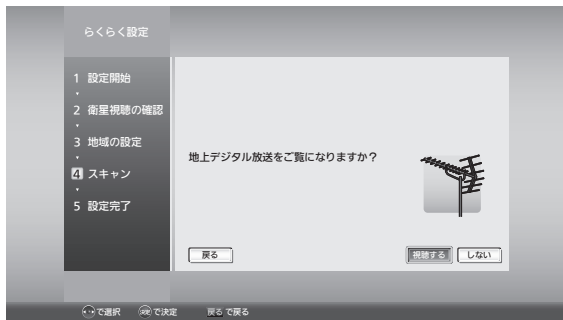 らくらく設定
1 設定開始
2 衛星視聴の確認
3 地域の設定
4 スキャン
5 設定完了
地上デジタル放送をご覧になりますか？
戻る
視聴する
しない
で選択 決定 で決定 戻る で戻る